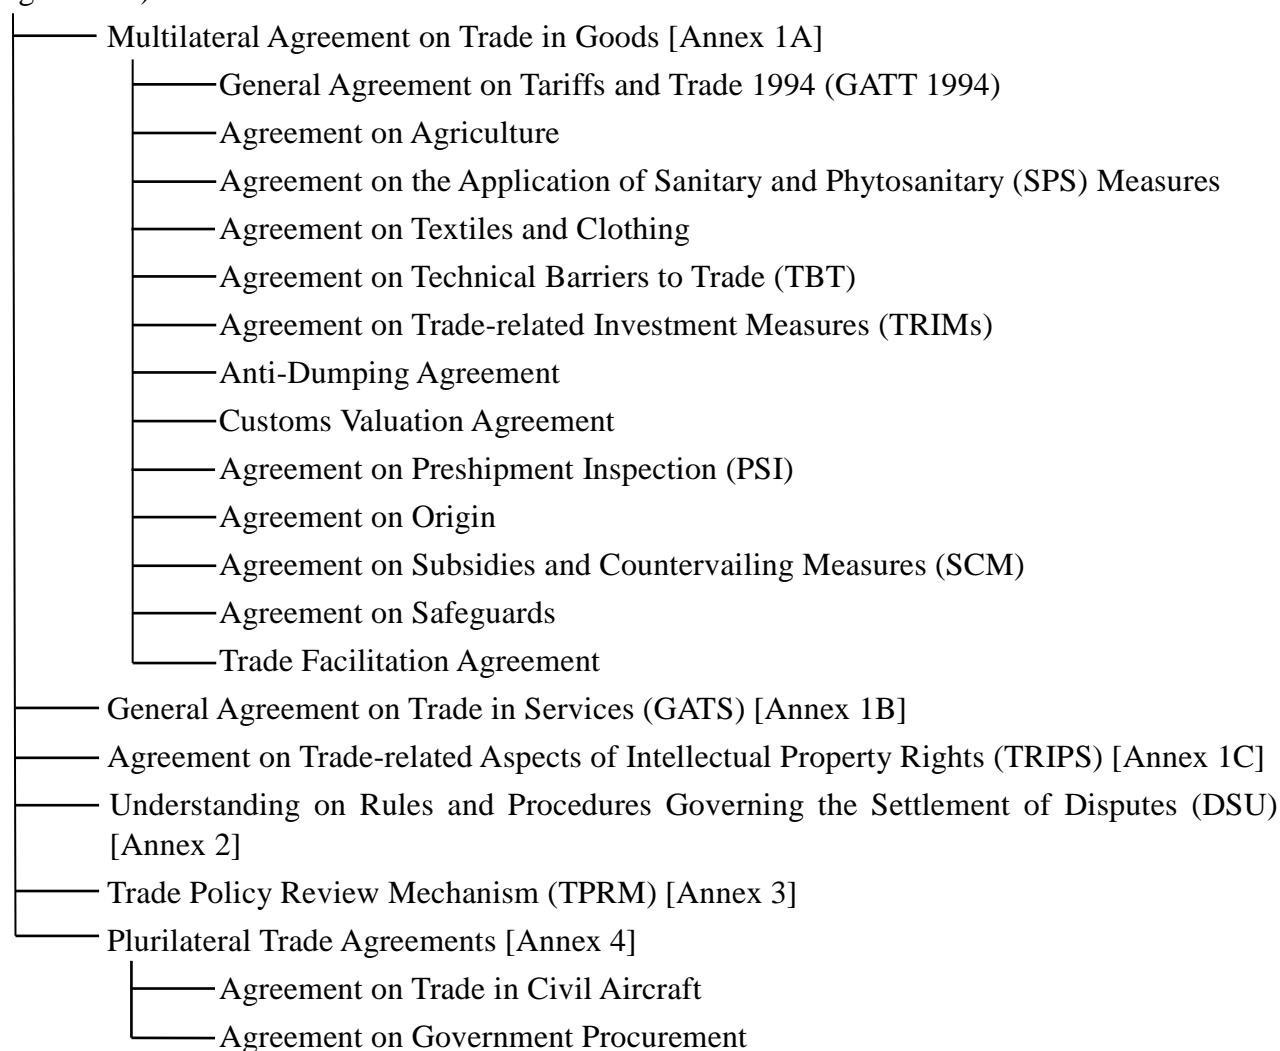 Multilateral Agreement on Trade in Goods [Annex 1A]
General Agreement on Tariffs and Trade 1994 (GATT 1994)
Agreement on Agriculture
Agreement on the Application of Sanitary and Phytosanitary (SPS) Measures
Agreement on Textiles and Clothing
Agreement on Technical Barriers to Trade (TBT)
Agreement on Trade-related Investment Measures (TRIMs)
Anti-Dumping Agreement
Customs Valuation Agreement
Agreement on Preshipment Inspection (PSI)
Agreement on Origin
Agreement on Subsidies and Countervailing Measures (SCM)
Agreement on Safeguards
Trade Facilitation Agreement
General Agreement on Trade in Services (GATS) [Annex 1B]
Agreement on Trade-related Aspects of Intellectual Property Rights (TRIPS) [Annex 1C]
Understanding on Rules and Procedures Governing the Settlement of Disputes (DSU)
[Annex 2]
Trade Policy Review Mechanism (TPRM) [Annex 3]
Plurilateral Trade Agreements [Annex 4]
Agreement on Trade in Civil Aircraft
Agreement on Government Procurement